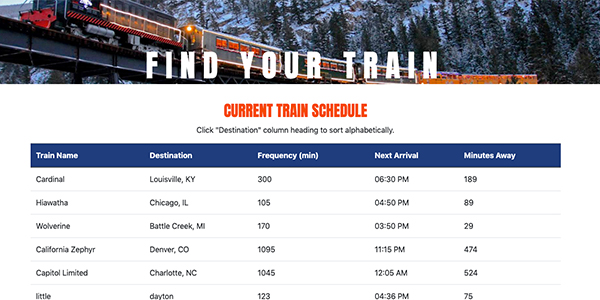 FIND YOUR TRAIN
CURRENT TRAIN SCHEDULE
Click "Destination" column heading to sort alphabetically.
Train Name Destination Frequency (min) Next Arrival Minutes Away
Cardinal Louisville, KY 300 06:30 PM 189
Hiawatha Chicago, IL 105 04:50 PM 89
Wolverine Battle Creek, MI 170 03:50 PM 29
California Zephyr Denver, CO 1095 11:15 PM 474
Capitol Limited Charlotte, NC 1045 12:05 AM 524
little dayton 123 04:36 PM 75